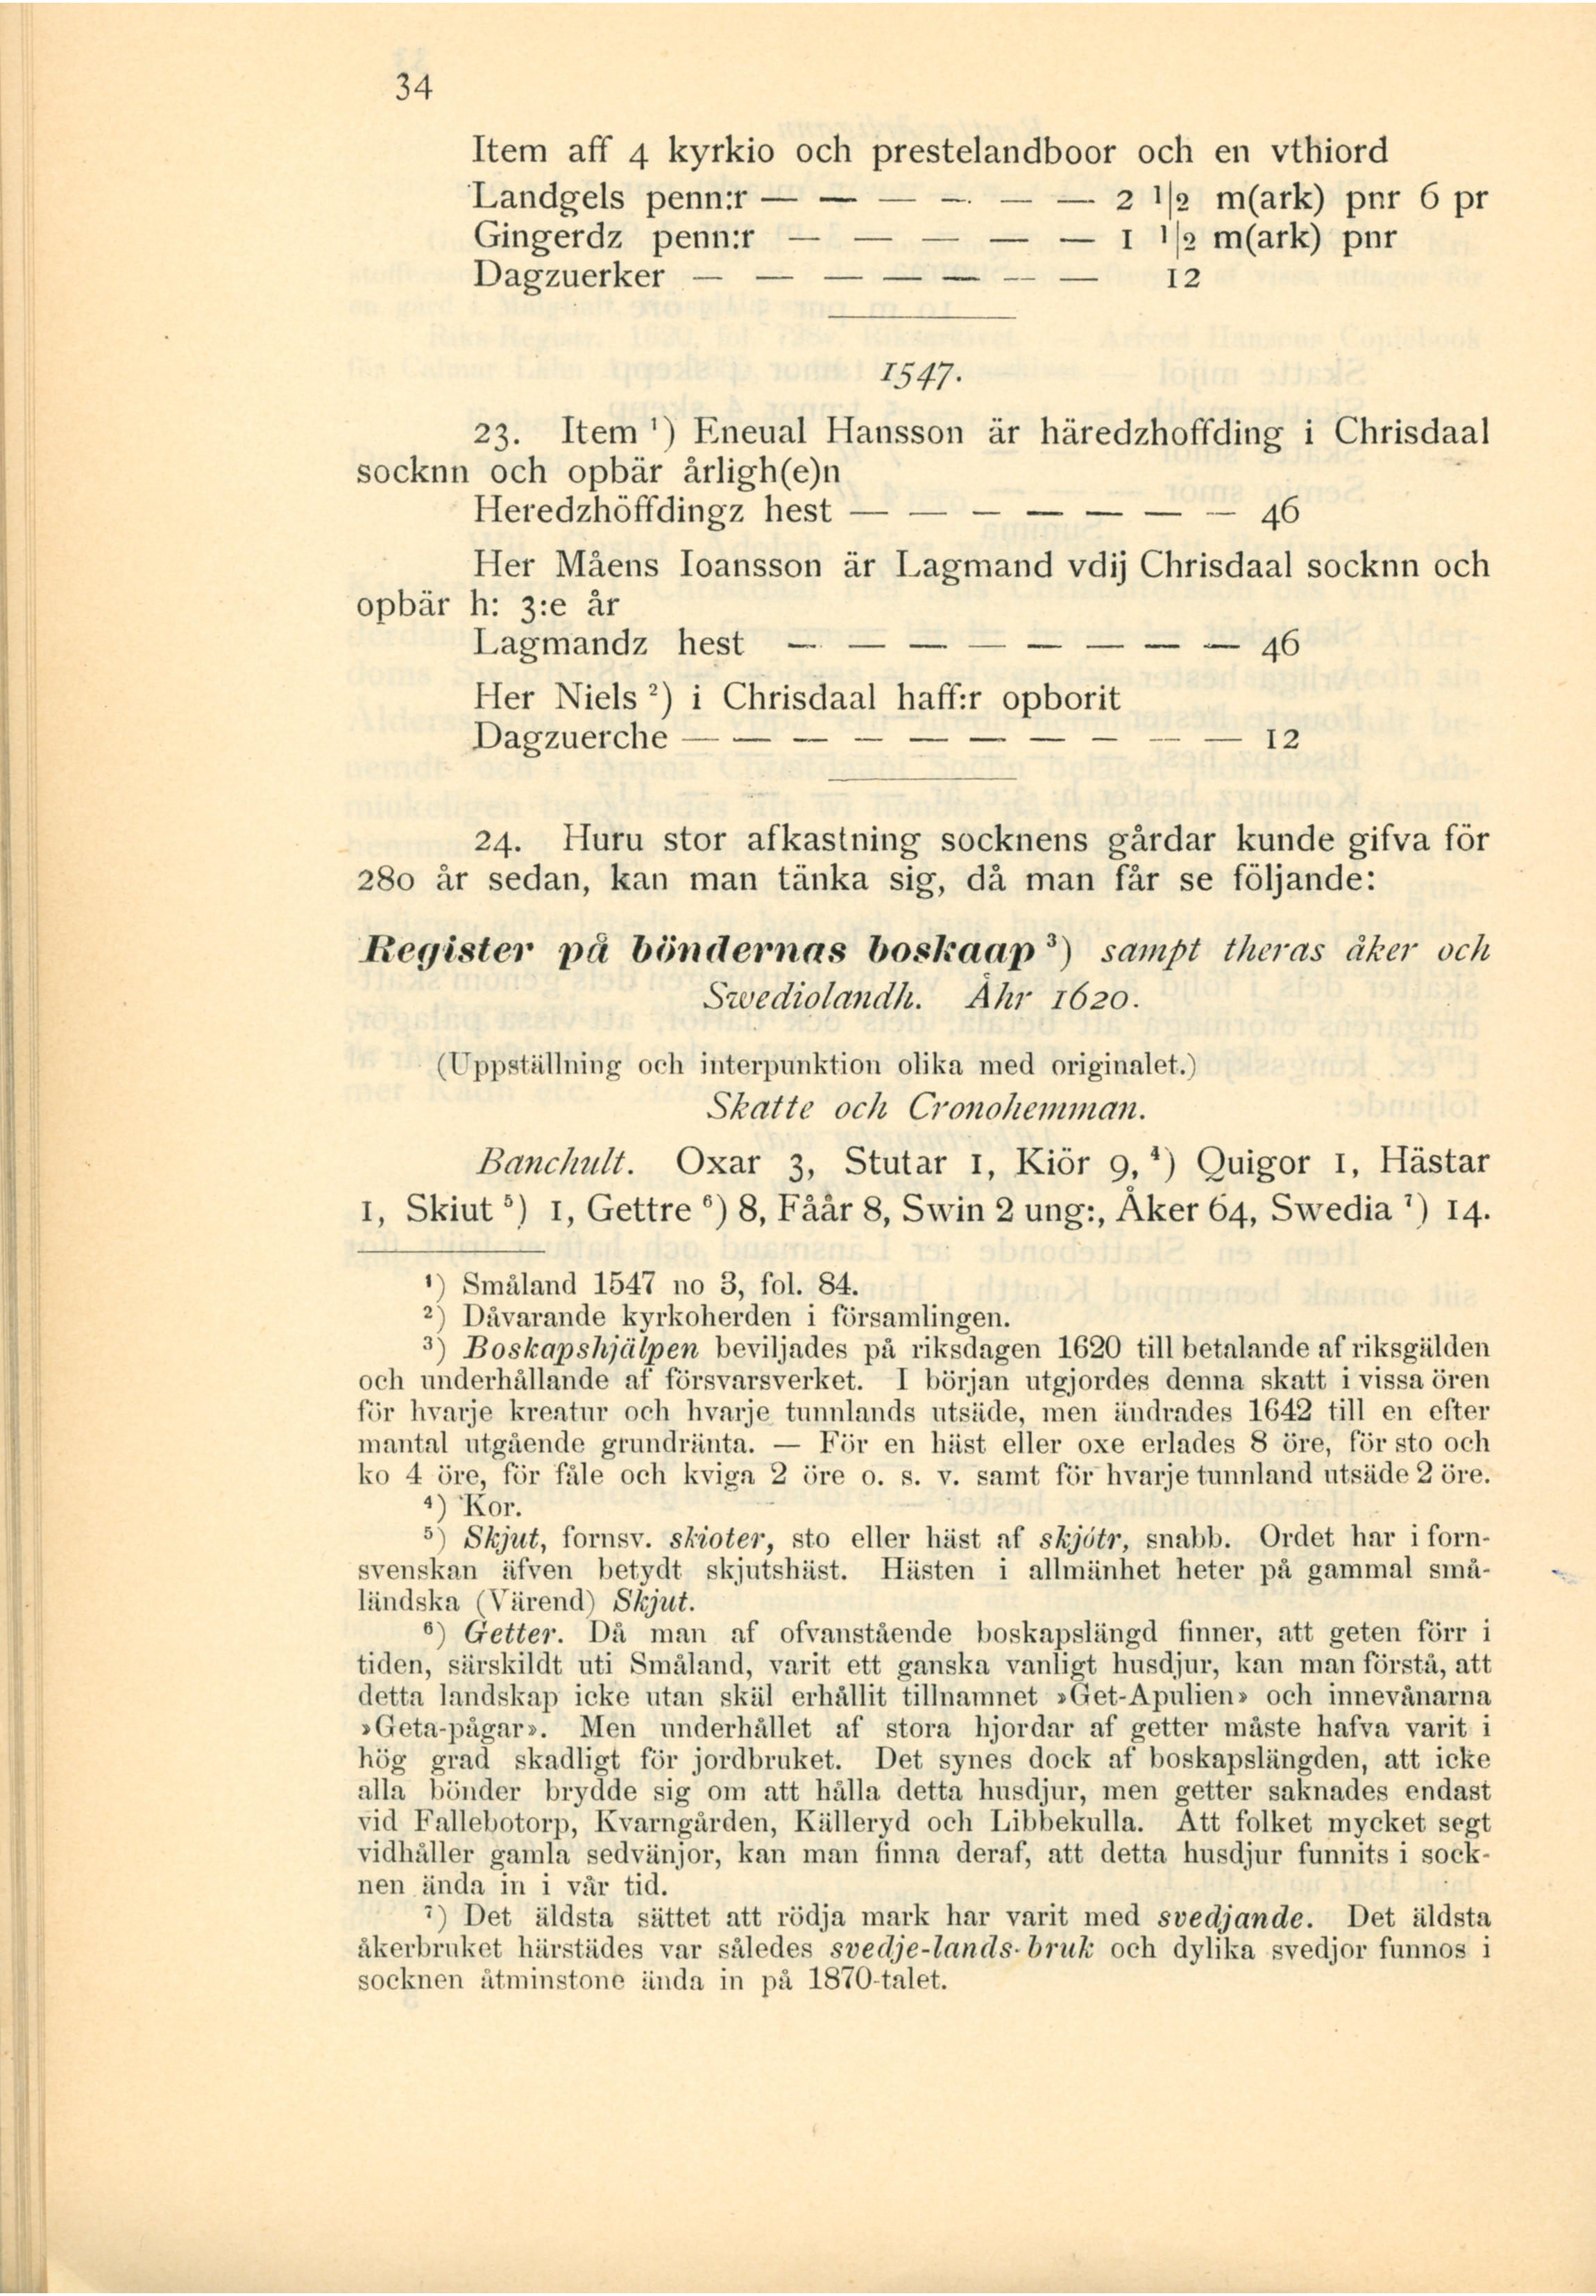 34
Item aff 4 kyrkio och prestelandboor och en vthiord
Landgels penn:r — — — — — — 2 1|2 m(ark) pnr 6 pr
Gingerdz penn:r — — — — — 1 1|2 m(ark) pnr
Dagzuerker — — — — — — — 12
1547.
23. Item ¹) Eneual Hansson är häredzhoffding i Chrisdaal
socknn och opbär årligh(e)n
Heredzhöffdingz hest — — — — — — — 46
Her Måens Ioansson är Lagmand vdij Chrisdaal socknn och
opbär h: 3:e år
Lagmandz hest — — — — — — — — 46
Her Niels ²) i Chrisdaal haff:r opborit
Dagzuerche — — — — — — — — — — 12
24. Huru stor afkastning socknens gårdar kunde gifva för
280 år sedan, kan man tänka sig, då man får se följande:
Register på böndernas boskaap ³) sampt theras åker och
Swediolandh. Åhr 1620.
(Uppställning och interpunktion olika med originalet.)
Skatte och Cronohemman.
Banchult. Oxar 3, Stutar 1, Kiör 9, ⁴) Quigor 1, Hästar
1, Skiut ⁵) 1, Gettre ⁶) 8, Fåår 8, Swin 2 ung:, Åker 64, Swedia ⁷) 14.
¹) Småland 1547 no 3, fol. 84.
²) Dåvarande kyrkoherden i församlingen.
³) Boskapshjälpen beviljades på riksdagen 1620 till betalande af riksgälden
och underhållande af försvarsverket. I början utgjordes denna skatt i vissa ören
för hvarje kreatur och hvarje tunnlands utsäde, men ändrades 1642 till en efter
mantal utgående grundränta. — För en häst eller oxe erlades 8 öre, för sto och
ko 4 öre, för fåle och kviga 2 öre o. s. v. samt för hvarje tunnland utsäde 2 öre.
⁴) Kor.
⁵) Skjut, fornsv. skioter, sto eller häst af skjótr, snabb. Ordet har i forn-
svenskan äfven betydt skjutshäst. Hästen i allmänhet heter på gammal små-
ländska (Värend) Skjut.
⁶) Getter. Då man af ofvanstående boskapslängd finner, att geten förr i
tiden, särskildt uti Småland, varit ett ganska vanligt husdjur, kan man förstå, att
detta landskap icke utan skäl erhållit tillnamnet »Get-Apulien» och innevånarna
»Geta-pågar». Men underhållet af stora hjordar af getter måste hafva varit i
hög grad skadligt för jordbruket. Det synes dock af boskapslängden, att icke
alla bönder brydde sig om att hålla detta husdjur, men getter saknades endast
vid Fallebotorp, Kvarngården, Källeryd och Libbekulla. Att folket mycket segt
vidhåller gamla sedvänjor, kan man finna deraf, att detta husdjur funnits i sock-
nen ända in i vår tid.
⁷) Det äldsta sättet att rödja mark har varit med svedjande. Det äldsta
åkerbruket härstädes var således svedje-lands-bruk och dylika svedjor funnos i
socknen åtminstone ända in på 1870-talet.